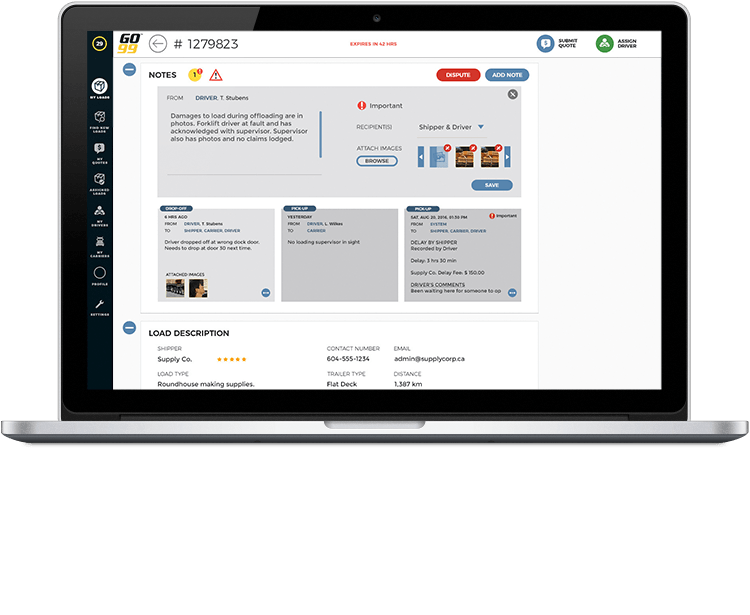 29
GO
99
# 1279823
EXPIRES IN 42 HRS
SUBMIT
QUOTE
ASSIGN
DRIVER
MY LOADS
FIND NEW
LOADS
MY
QUOTES
ASSIGNED
LOADS
MY
DRIVERS
MY
CARRIERS
PROFILE
SETTINGS
NOTES
1
DISPUTE
ADD NOTE
FROM DRIVER, T. Stubens
Damages to load during offloading are in
photos. Forklift driver at fault and has
acknowledged with supervisor. Supervisor
also has photos and no claims lodged.
Important
RECIPIENT(S) Shipper & Driver
ATTACH IMAGES
BROWSE
SAVE
DROP-OFF
6 HRS AGO
FROM DRIVER, T. Stubens
TO SHIPPER, CARRIER, DRIVER
Driver dropped off at wrong dock door.
Needs to drop at door 30 next time.
ATTACHED IMAGES
PICK-UP
YESTERDAY
FROM DRIVER, L. Wilkes
TO CARRIER
No loading supervisor in sight
PICK-UP
SAT, AUG 20, 2016, 01:30 PM Important
FROM SYSTEM
TO SHIPPER, CARRIER, DRIVER
DELAY BY SHIPPER
Recorded by Driver
Delay: 3 hrs 30 min
Supply Co. Delay Fee: $ 150.00
DRIVER'S COMMENTS
Been waiting here for someone to op
LOAD DESCRIPTION
SHIPPER CONTACT NUMBER EMAIL
Supply Co. 604-555-1234 admin@supplycorp.ca
LOAD TYPE TRAILER TYPE DISTANCE
Roundhouse making supplies. Flat Deck 1,387 km